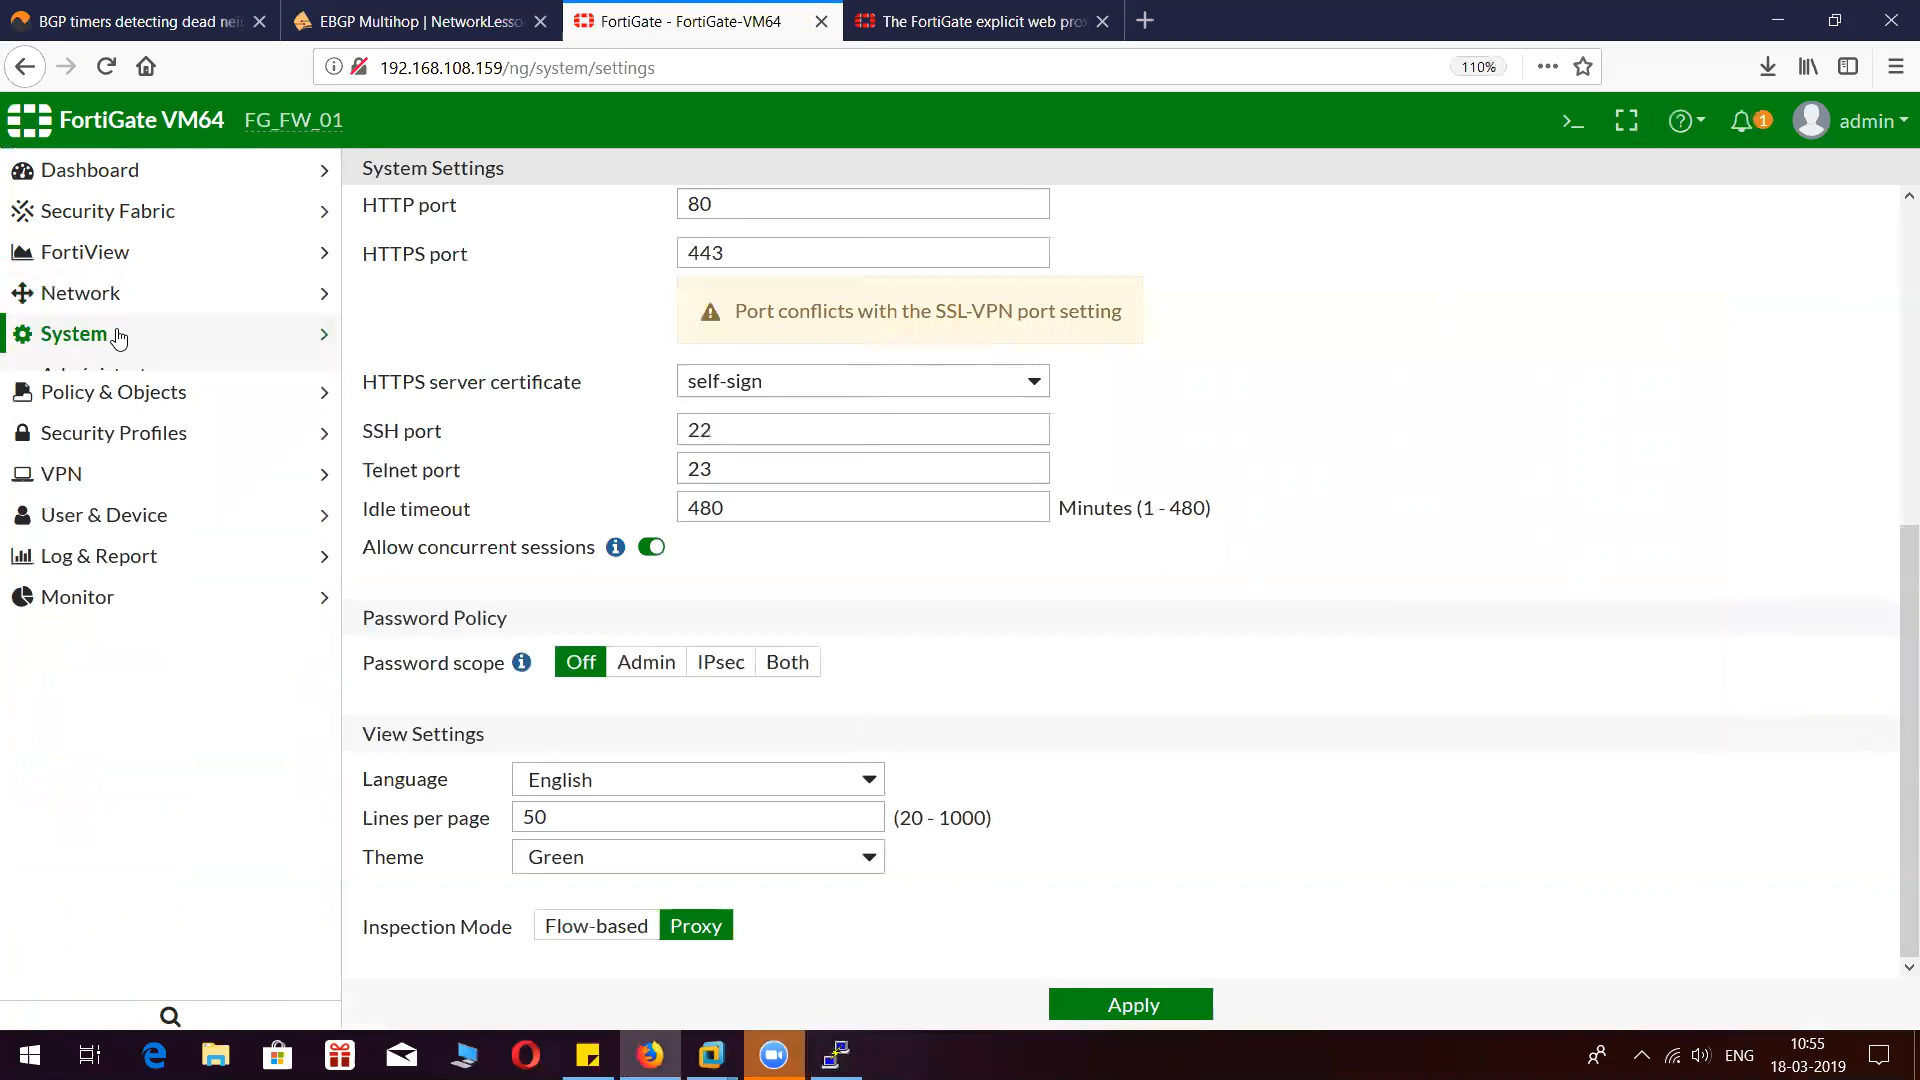 BGP timers detecting dead nei
EBGP Multihop | NetworkLesso
FortiGate - FortiGate-VM64
The FortiGate explicit web pro
192.168.108.159/ng/system/settings
110%
FortiGate VM64
FG_FW_01
>_
1
admin
Dashboard
Security Fabric
FortiView
Network
System
Policy & Objects
Security Profiles
VPN
User & Device
Log & Report
Monitor
System Settings
HTTP port
80
HTTPS port
443
Port conflicts with the SSL-VPN port setting
HTTPS server certificate
self-sign
SSH port
22
Telnet port
23
Idle timeout
480
Minutes (1 - 480)
Allow concurrent sessions
Password Policy
Password scope
Off
Admin
IPsec
Both
View Settings
Language
English
Lines per page
50
(20 - 1000)
Theme
Green
Inspection Mode
Flow-based
Proxy
Apply
ENG
10:55
18-03-2019